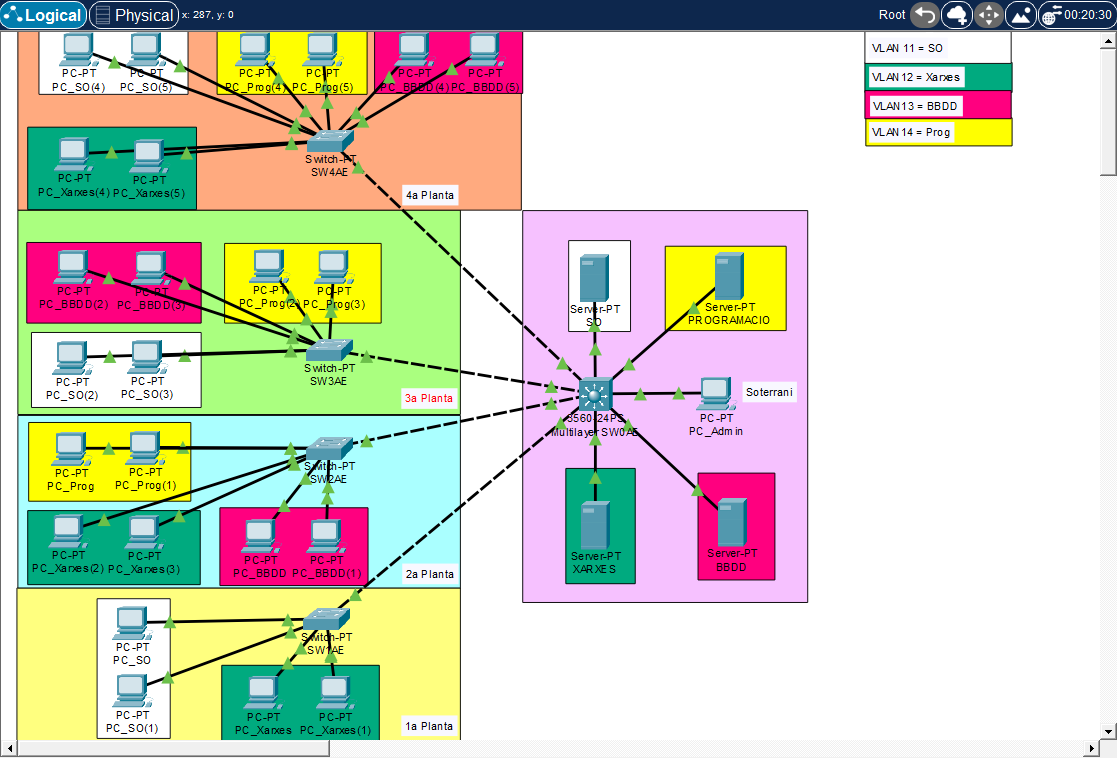 Logical
Physical
x: 287, y: 0
Root
00:20:30
VLAN 11 = SO
VLAN12 = Xarxes
VLAN13 = BBDD
VLAN14 = Prog
PC-PT
PC_SO(4)
PC-PT
PC_SO(5)
PC-PT
PC_Prog(4)
PC-PT
PC_Prog(5)
PC-PT
PC_BBDD(4)
PC-PT
PC_BBDD(5)
PC-PT
PC_Xarxes(4)
PC-PT
PC_Xarxes(5)
Switch-PT
SW4AE
4a Planta
PC-PT
PC_BBDD(2)
PC-PT
PC_BBDD(3)
PC-PT
PC_Prog(2)
PC-PT
PC_Prog(3)
PC-PT
PC_SO(2)
PC-PT
PC_SO(3)
Switch-PT
SW3AE
3a Planta
PC-PT
PC_Prog
PC-PT
PC_Prog(1)
Switch-PT
SW2AE
PC-PT
PC_Xarxes(2)
PC-PT
PC_Xarxes(3)
PC-PT
PC_BBDD
PC-PT
PC_BBDD(1)
2a Planta
PC-PT
PC_SO
PC-PT
PC_SO(1)
Switch-PT
SW1AE
PC-PT
PC_Xarxes
PC-PT
PC_Xarxes(1)
1a Planta
Server-PT
SO
Server-PT
PROGRAMACIO
3560-24PS
Multilayer SW0AE
PC-PT
PC_Admin
Soterrani
Server-PT
XARXES
Server-PT
BBDD